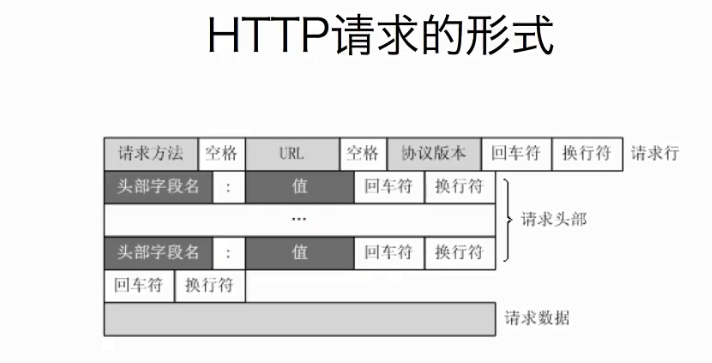 HTTP请求的形式
请求方法 空格 URL 空格 协议版本 回车符 换行符 请求行
头部字段名 : 值 回车符 换行符
... 请求头部
头部字段名 : 值 回车符 换行符
回车符 换行符
请求数据